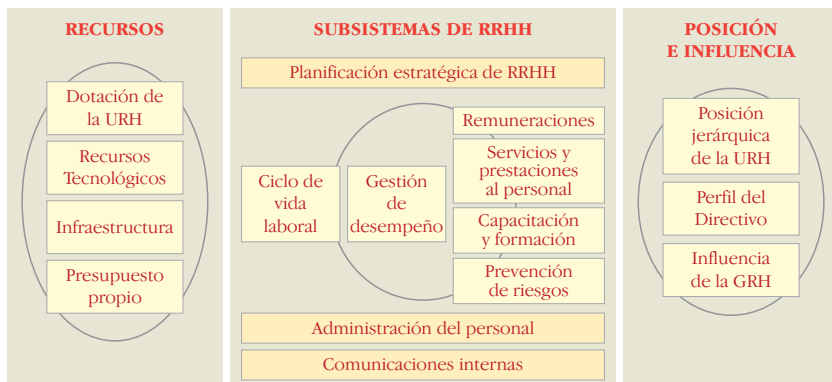 RECURSOS
Dotación de
la URH
Recursos
Tecnológicos
Infraestructura
Presupuesto
propio
SUBSISTEMAS DE RRHH
Planificación estratégica de RRHH
Ciclo de
vida
laboral
Gestión
de
desempeño
Remuneraciones
Servicios y
prestaciones
al personal
Capacitación
y formación
Prevención
de riesgos
Administración del personal
Comunicaciones internas
POSICIÓN
E INFLUENCIA
Posición
jerárquica
de la URH
Perfil del
Directivo
Influencia
de la GRH